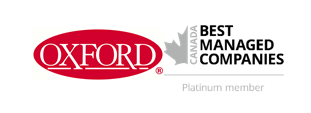 OXFORD®
CANADA
BEST
MANAGED
COMPANIES
Platinum member